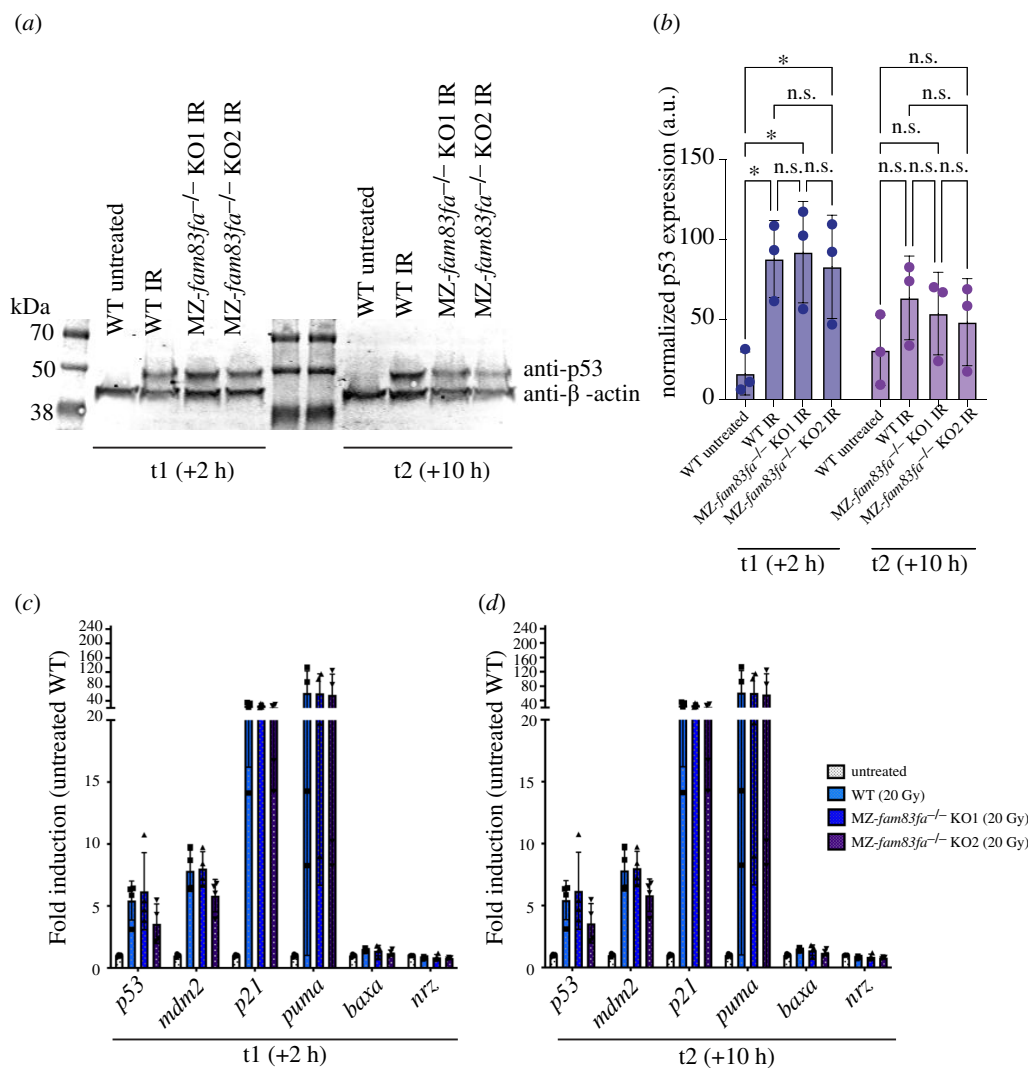 (a)
WT untreated
WT IR
MZ-fam83fa−/− KO1 IR
MZ-fam83fa−/− KO2 IR
WT untreated
WT IR
MZ-fam83fa−/− KO1 IR
MZ-fam83fa−/− KO2 IR
kDa
70
50
38
anti-p53
anti-β -actin
t1 (+2 h)
t2 (+10 h)
(b)
normalized p53 expression (a.u.)
150
100
50
0
*
n.s.
*
* n.s. n.s.
n.s.
n.s.
n.s.
n.s. n.s. n.s.
WT untreated
WT IR
MZ-fam83fa−/− KO1 IR
MZ-fam83fa−/− KO2 IR
WT untreated
WT IR
MZ-fam83fa−/− KO1 IR
MZ-fam83fa−/− KO2 IR
t1 (+2 h)
t2 (+10 h)
(c)
Fold induction (untreated WT)
240
200
160
120
80
40
20
15
10
5
0
p53
mdm2
p21
puma
baxa
nrz
t1 (+2 h)
(d)
Fold induction (untreated WT)
240
200
160
120
80
40
20
15
10
5
0
p53
mdm2
p21
puma
baxa
nrz
t2 (+10 h)
untreated
WT (20 Gy)
MZ-fam83fa−/− KO1 (20 Gy)
MZ-fam83fa−/− KO2 (20 Gy)